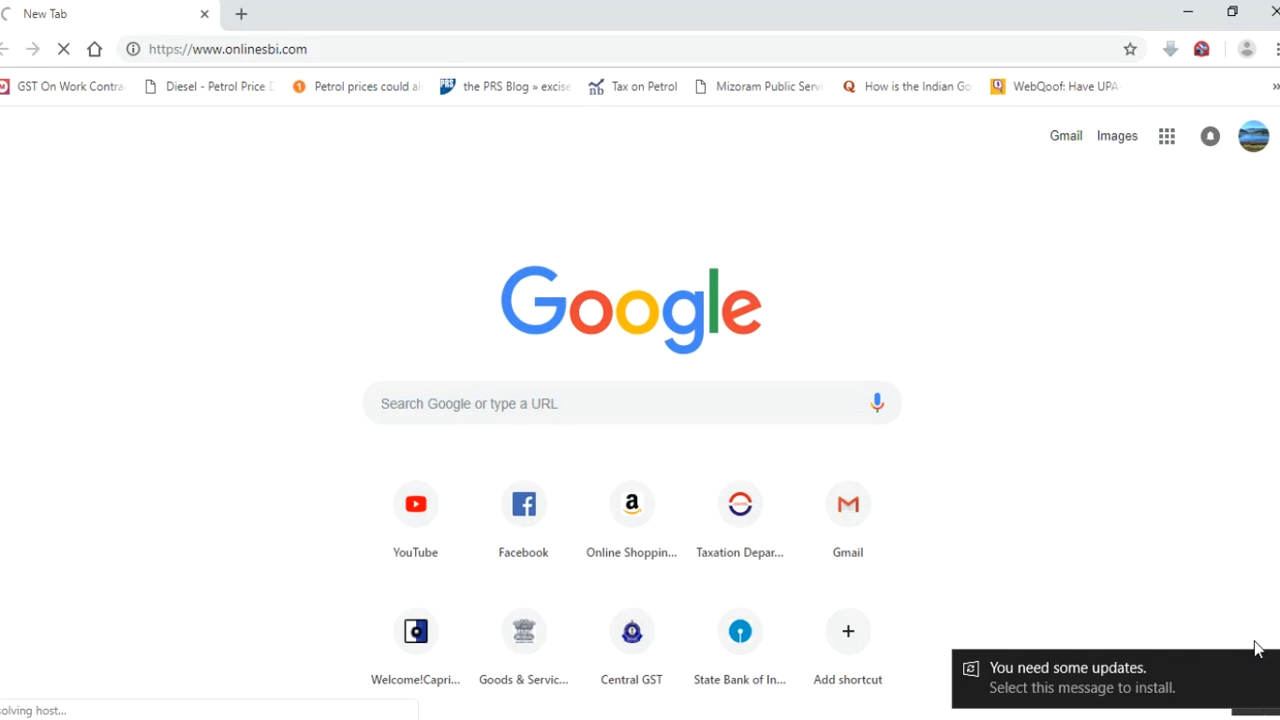 New Tab
https://www.onlinesbi.com
GST On Work Contra
Diesel - Petrol Price
Petrol prices could a
PRS
the PRS Blog » excise
Tax on Petrol
Mizoram Public Servi
How is the Indian Go
WebQoof: Have UPA
Gmail
Images
Google
Search Google or type a URL
YouTube
Facebook
Online Shoppin...
Taxation Depar...
Gmail
Welcome!Capri...
Goods & Servic...
Central GST
State Bank of In...
Add shortcut
You need some updates.
Select this message to install.
solving host...